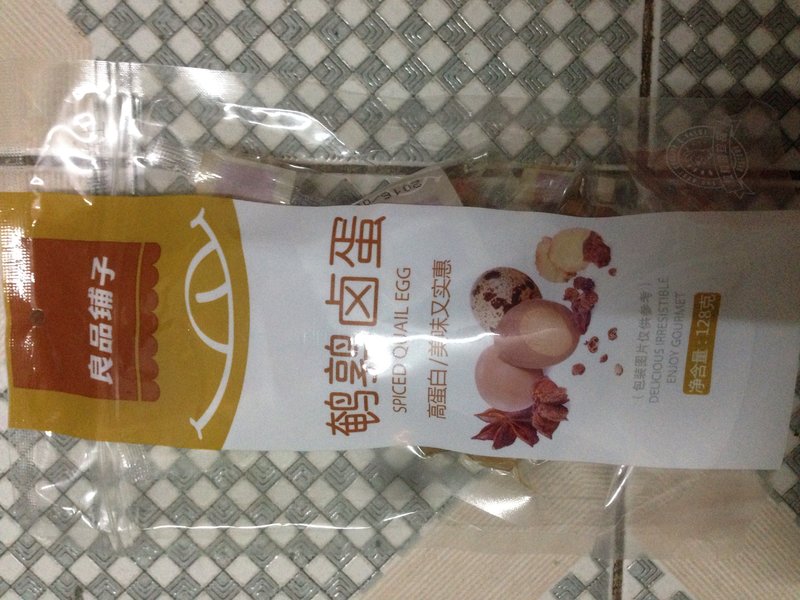 良品铺子
鹌鹑卤蛋
SPICED QUAIL EGG
高蛋白/美味又实惠
(包装图片仅供参考)
DELICIOUS IRRESISTIBLE
ENJOY GOURMET
净含量:128克